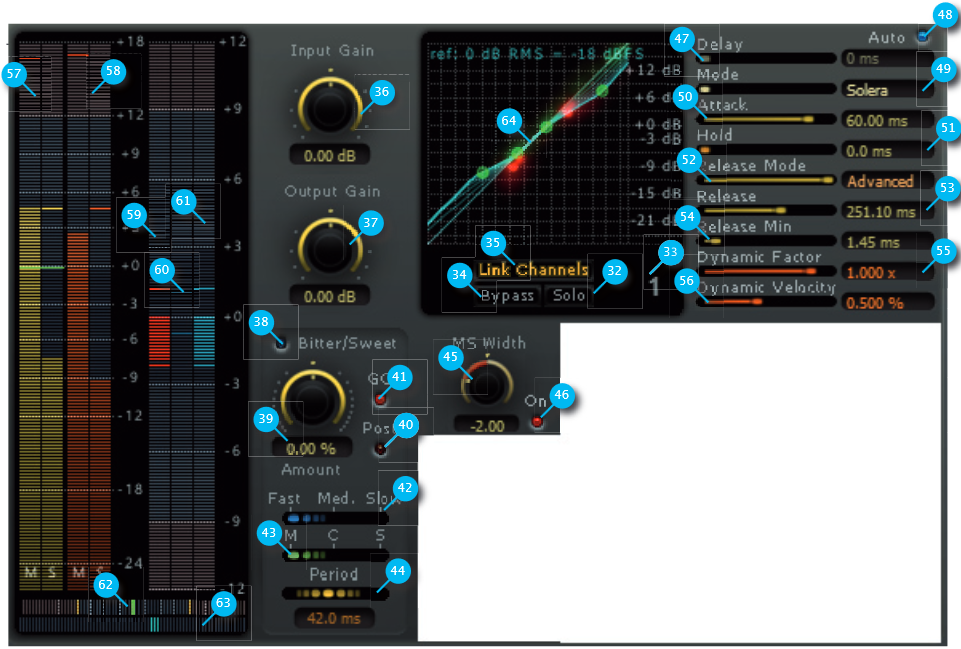 48
47
Delay
Auto
+18
+12
Input Gain
ref: 0 dB RMS = -18 dBFS
0 ms
57
58
+12 dB
Mode
49
36
+6 dB
50
Solera
+12
+9
Attack
64
+0 dB
60.00 ms
51
-3 dB
Hold
+9
0.00 dB
52
0.0 ms
-9 dB
Release Mode
+6
+6
Output Gain
-15 dB
Advanced
53
61
Release
59
37
54
-21 dB
251.10 ms
+3
Release Min
35
33
1.45 ms
55
60
+0
Link Channels
32
Dynamic Factor
34
56
1.000 x
0.00 dB
Bypass
Solo
1
Dynamic Velocity
-3
+0
38
0.500 %
-6
Bitter/Sweet
MS Width
45
-9
-3
41
On
46
39
-12
Pos
40
-2.00
-6
0.00 %
Amount
-18
42
Fast Med. Slow
-9
43
M C S
-24
M S M S
Period
44
-12
62
63
42.0 ms